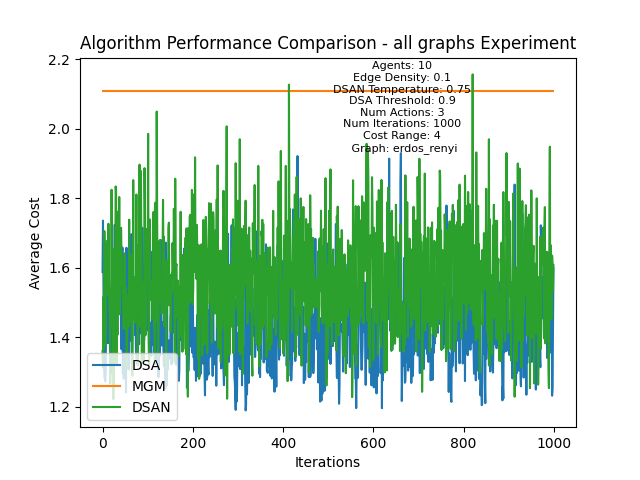 Algorithm Performance Comparison - all graphs Experiment
Agents: 10
Edge Density: 0.1
DSAN Temperature: 0.75
DSA Threshold: 0.9
Num Actions: 3
Num Iterations: 1000
Cost Range: 4
Graph: erdos_renyi
2.2
2.0
1.8
1.6
1.4
1.2
Average Cost
DSA
MGM
DSAN
0
200
400
600
800
1000
Iterations